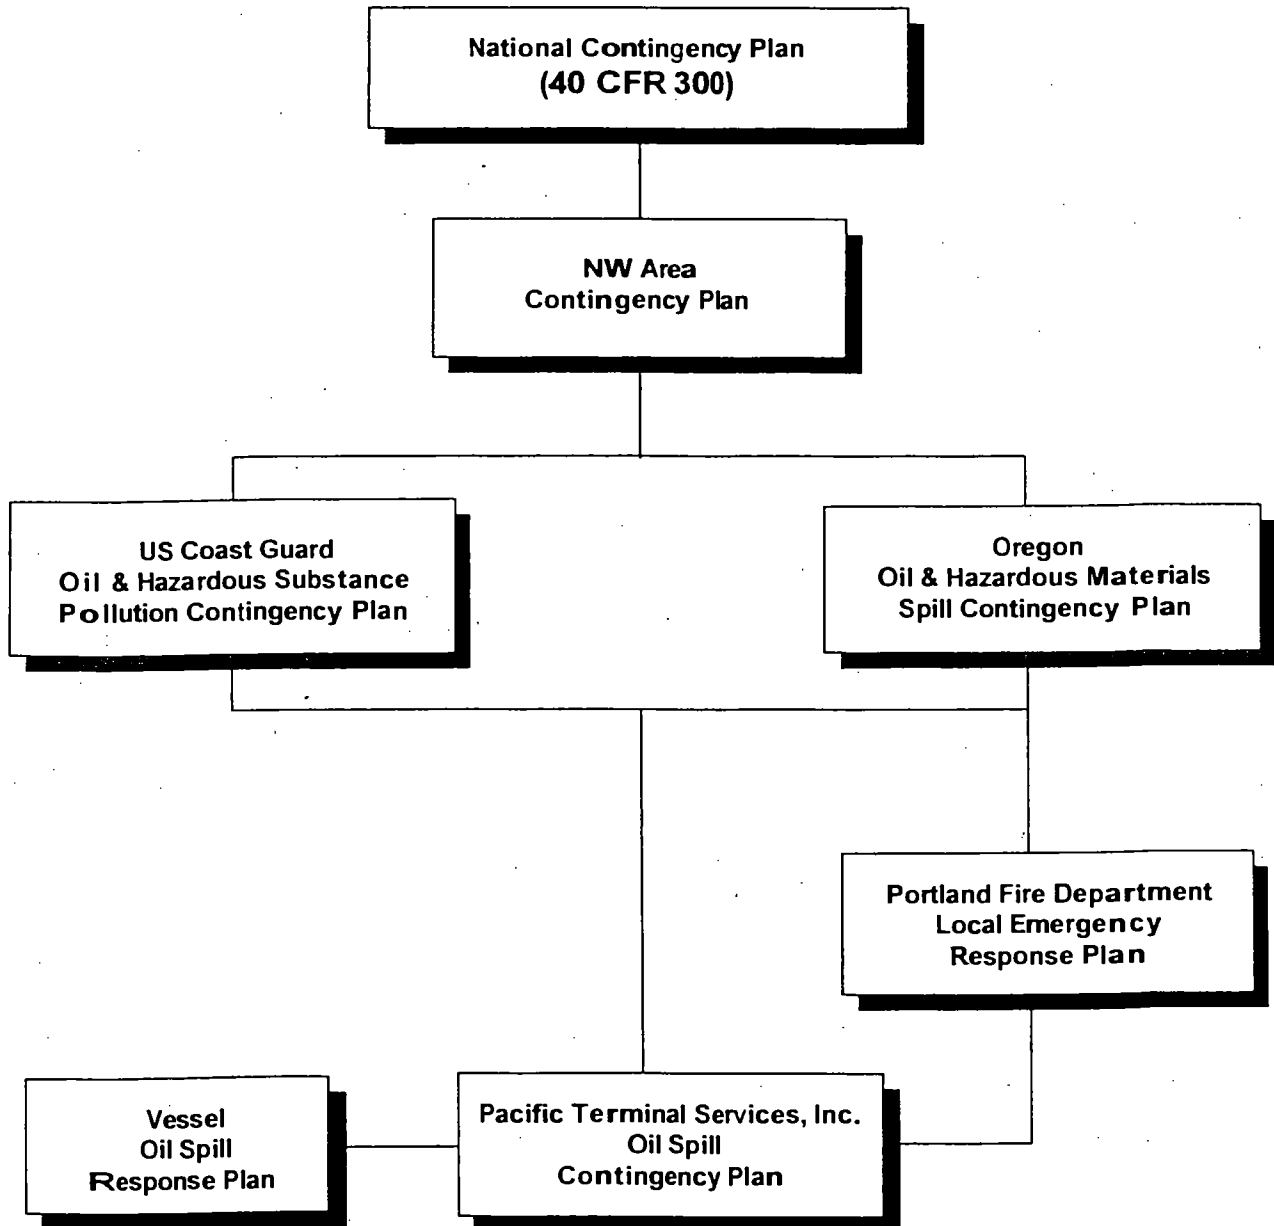 National Contingency Plan
(40 CFR 300)
NW Area
Contingency Plan
US Coast Guard
Oil & Hazardous Substance
Pollution Contingency Plan
Oregon
Oil & Hazardous Materials
Spill Contingency Plan
Portland Fire Department
Local Emergency
Response Plan
Vessel
Oil Spill
Response Plan
Pacific Terminal Services, Inc.
Oil Spill
Contingency Plan